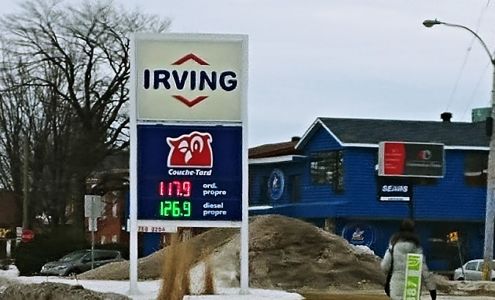 IRVING
Couche-Tard
117.9 ord. propre
126.9 diesel propre
SEARS